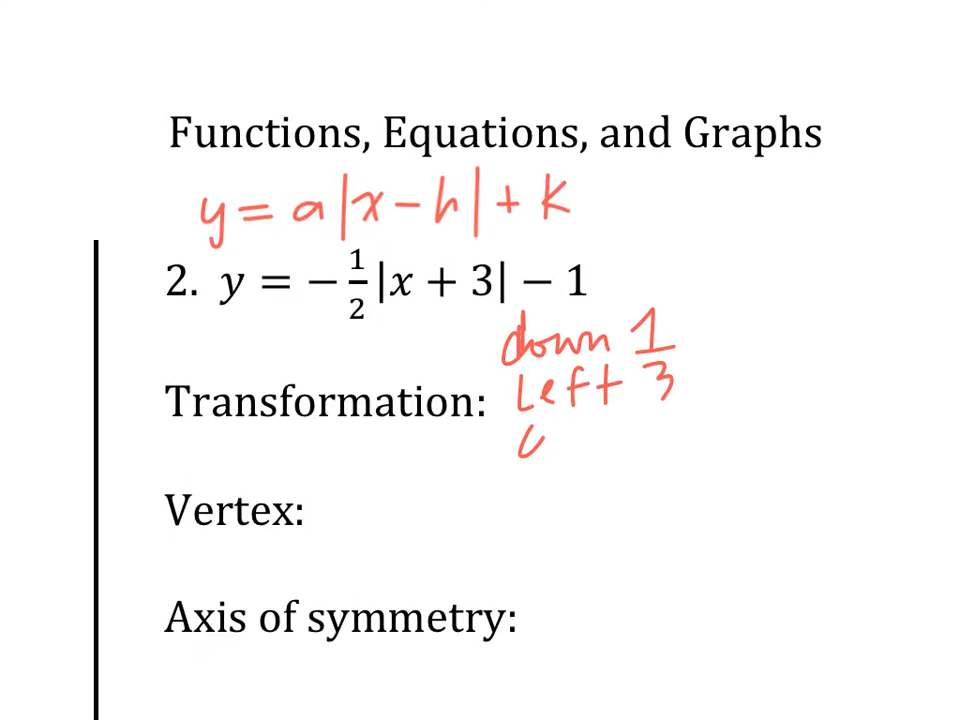 Functions, Equations, and Graphs
y = a|x - h| + k
2. y = -1/2|x + 3| - 1
down 1
Left 3
Transformation:
Vertex:
Axis of symmetry: